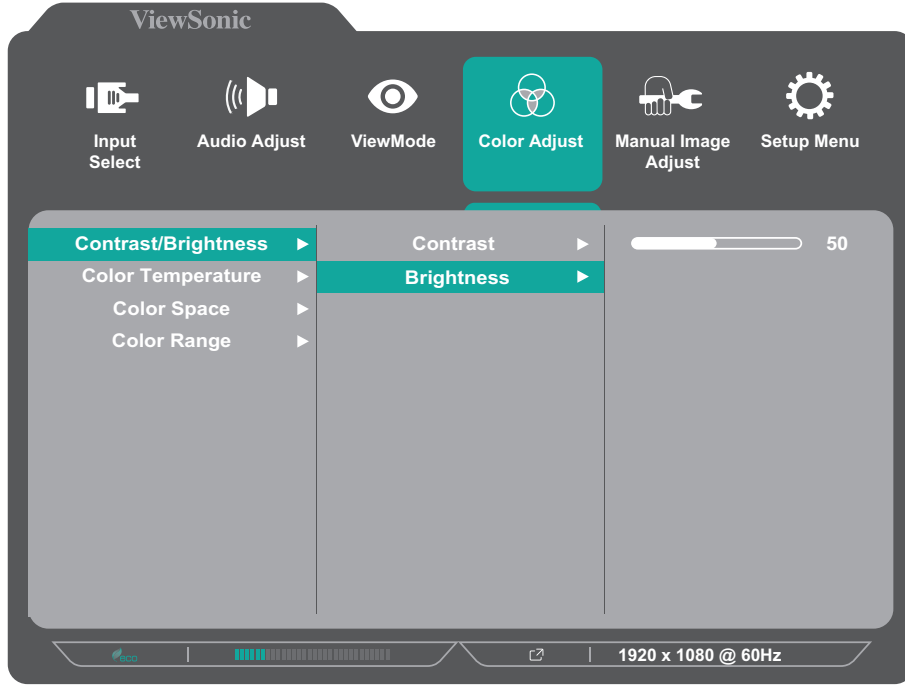 ViewSonic
Input
Select
Audio Adjust
ViewMode
Color Adjust
Manual Image
Adjust
Setup Menu
Contrast/Brightness
Contrast
50
Color Temperature
Brightness
Color Space
Color Range
eco
1920 x 1080 @ 60Hz